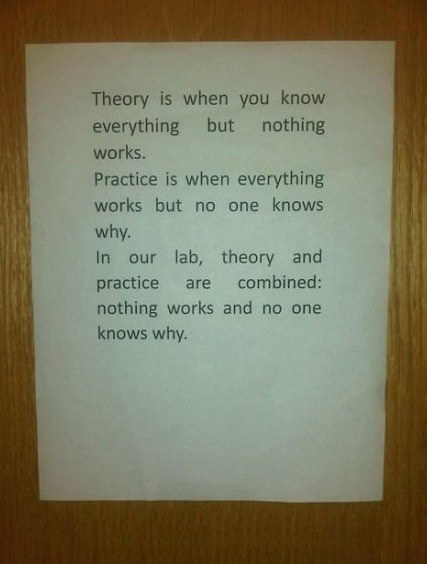 Theory is when you know
everything but nothing
works.
Practice is when everything
works but no one knows
why.
In our lab, theory and
practice are combined:
nothing works and no one
knows why.